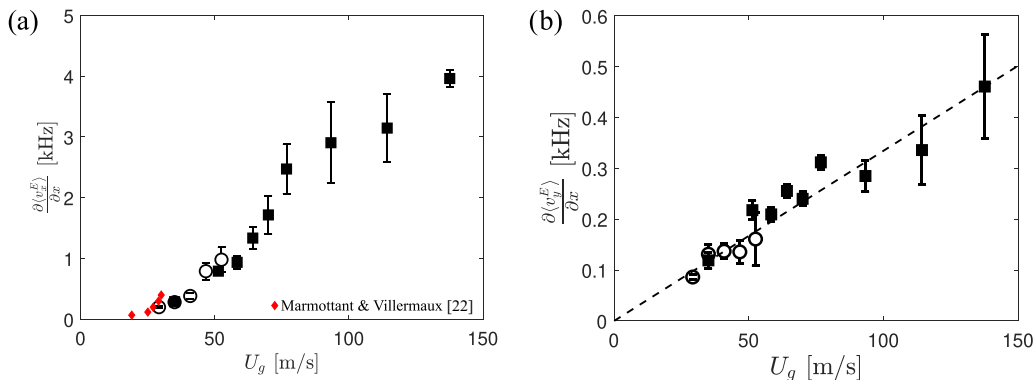 (a)
5
4
3
2
1
0
∂⟨v_x^E⟩/∂x [kHz]
Marmottant & Villermaux [22]
0 50 100 150
U_g [m/s]
(b)
0.6
0.5
0.4
0.3
0.2
0.1
0
∂⟨v_y^E⟩/∂x [kHz]
0 50 100 150
U_g [m/s]